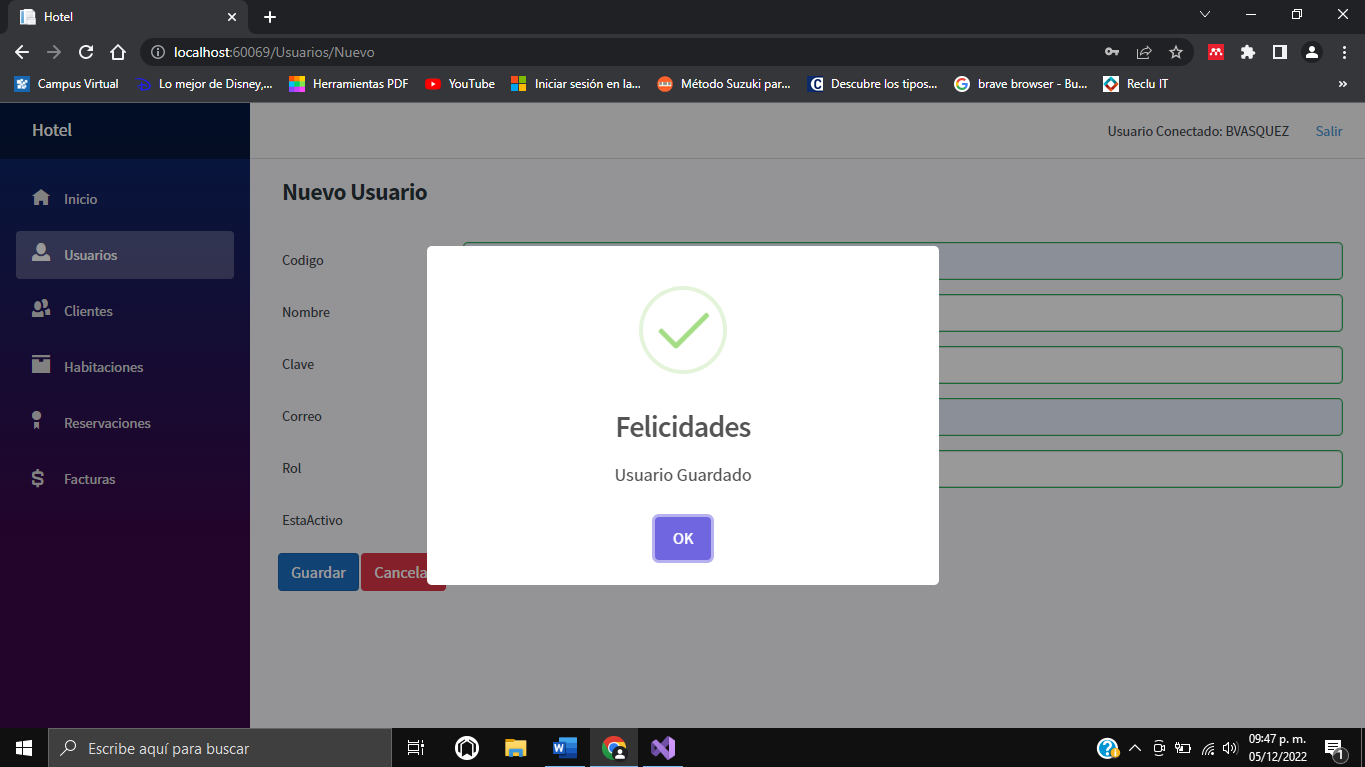 Hotel
localhost:60069/Usuarios/Nuevo
Campus Virtual
Lo mejor de Disney,...
Herramientas PDF
YouTube
Iniciar sesión en la...
Método Suzuki par...
Descubre los tipos...
brave browser - Bu...
Reclu IT
»
Hotel
Usuario Conectado: BVASQUEZ
Salir
Inicio
Usuarios
Clientes
Habitaciones
Reservaciones
Facturas
Nuevo Usuario
Codigo
Nombre
Clave
Correo
Rol
EstaActivo
Guardar
Cancela
Felicidades
Usuario Guardado
OK
Escribe aquí para buscar
09:47 p. m.
05/12/2022
1